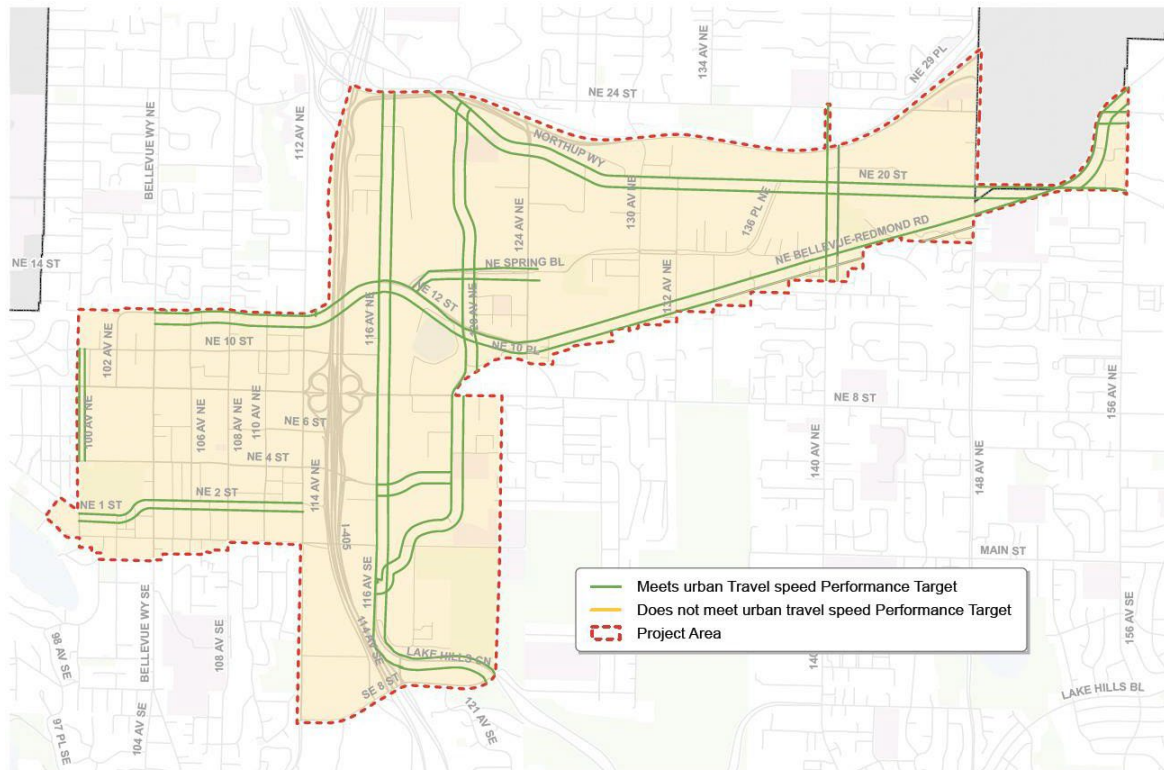 134 AV NE
NE 29 PL
BELLEVUE WY NE
112 AV NE
NE 24 ST
NORTHUP WY
NE 20 ST
130 AV NE
136 PL NE
124 AV NE
NE BELLEVUE-REDMOND RD
NE 14 ST
NE SPRING BL
NE 12 ST
116 AV NE
132 AV NE
NE 10 ST
NE 10 PL
102 AV NE
NE 8 ST
156 AV NE
100 AV NE
106 AV NE
108 AV NE
110 AV NE
NE 6 ST
NE 4 ST
140 AV NE
148 AV NE
114 AV NE
NE 1 ST
NE 2 ST
I-405
MAIN ST
116 AV SE
Meets urban Travel speed Performance Target
Does not meet urban travel speed Performance Target
Project Area
BELLEVUE WY SE
108 AV SE
114 AV SE
LAKE HILLS CN
SE 8 ST
121 AV SE
98 AV SE
97 PL SE
104 AV SE
156 AV SE
LAKE HILLS BL